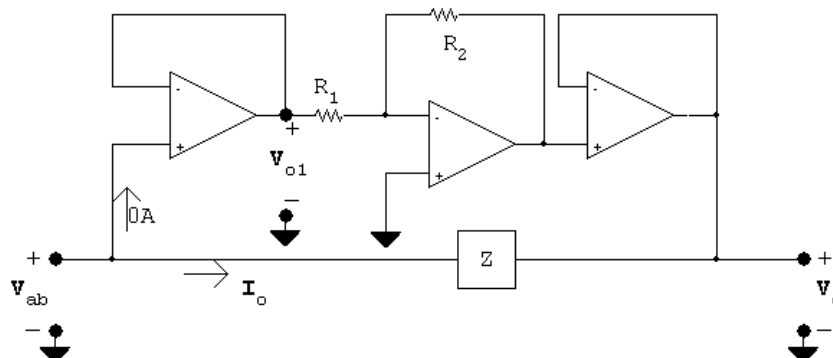 R2
R1
-
+
-
+
-
+
+
Vo1
-
0A
+
Vab
-
Io
Z
+
V
-